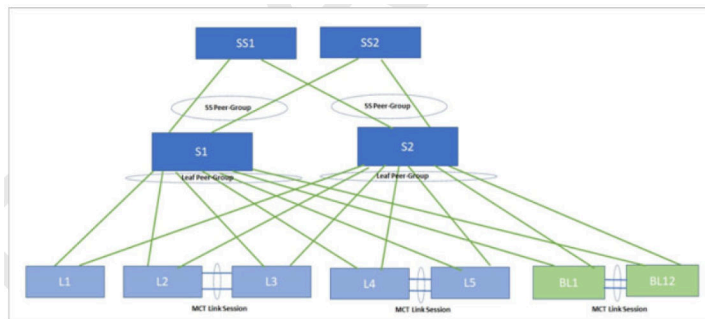 SS1 SS2
SS Peer-Group SS Peer-Group
S1 S2
Leaf Peer-Group Leaf Peer-Group
L1 L2 L3 L4 L5 BL1 BL12
MCT Link Session MCT Link Session MCT Link Session